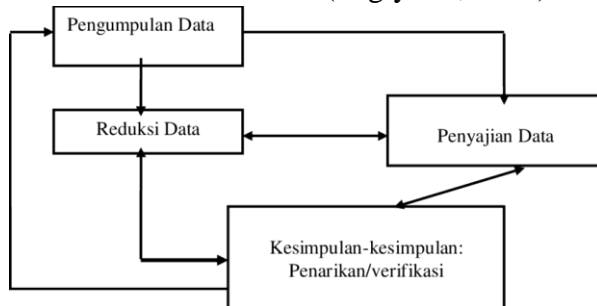 Pengumpulan Data
Reduksi Data
Penyajian Data
Kesimpulan-kesimpulan:
Penarikan/verifikasi